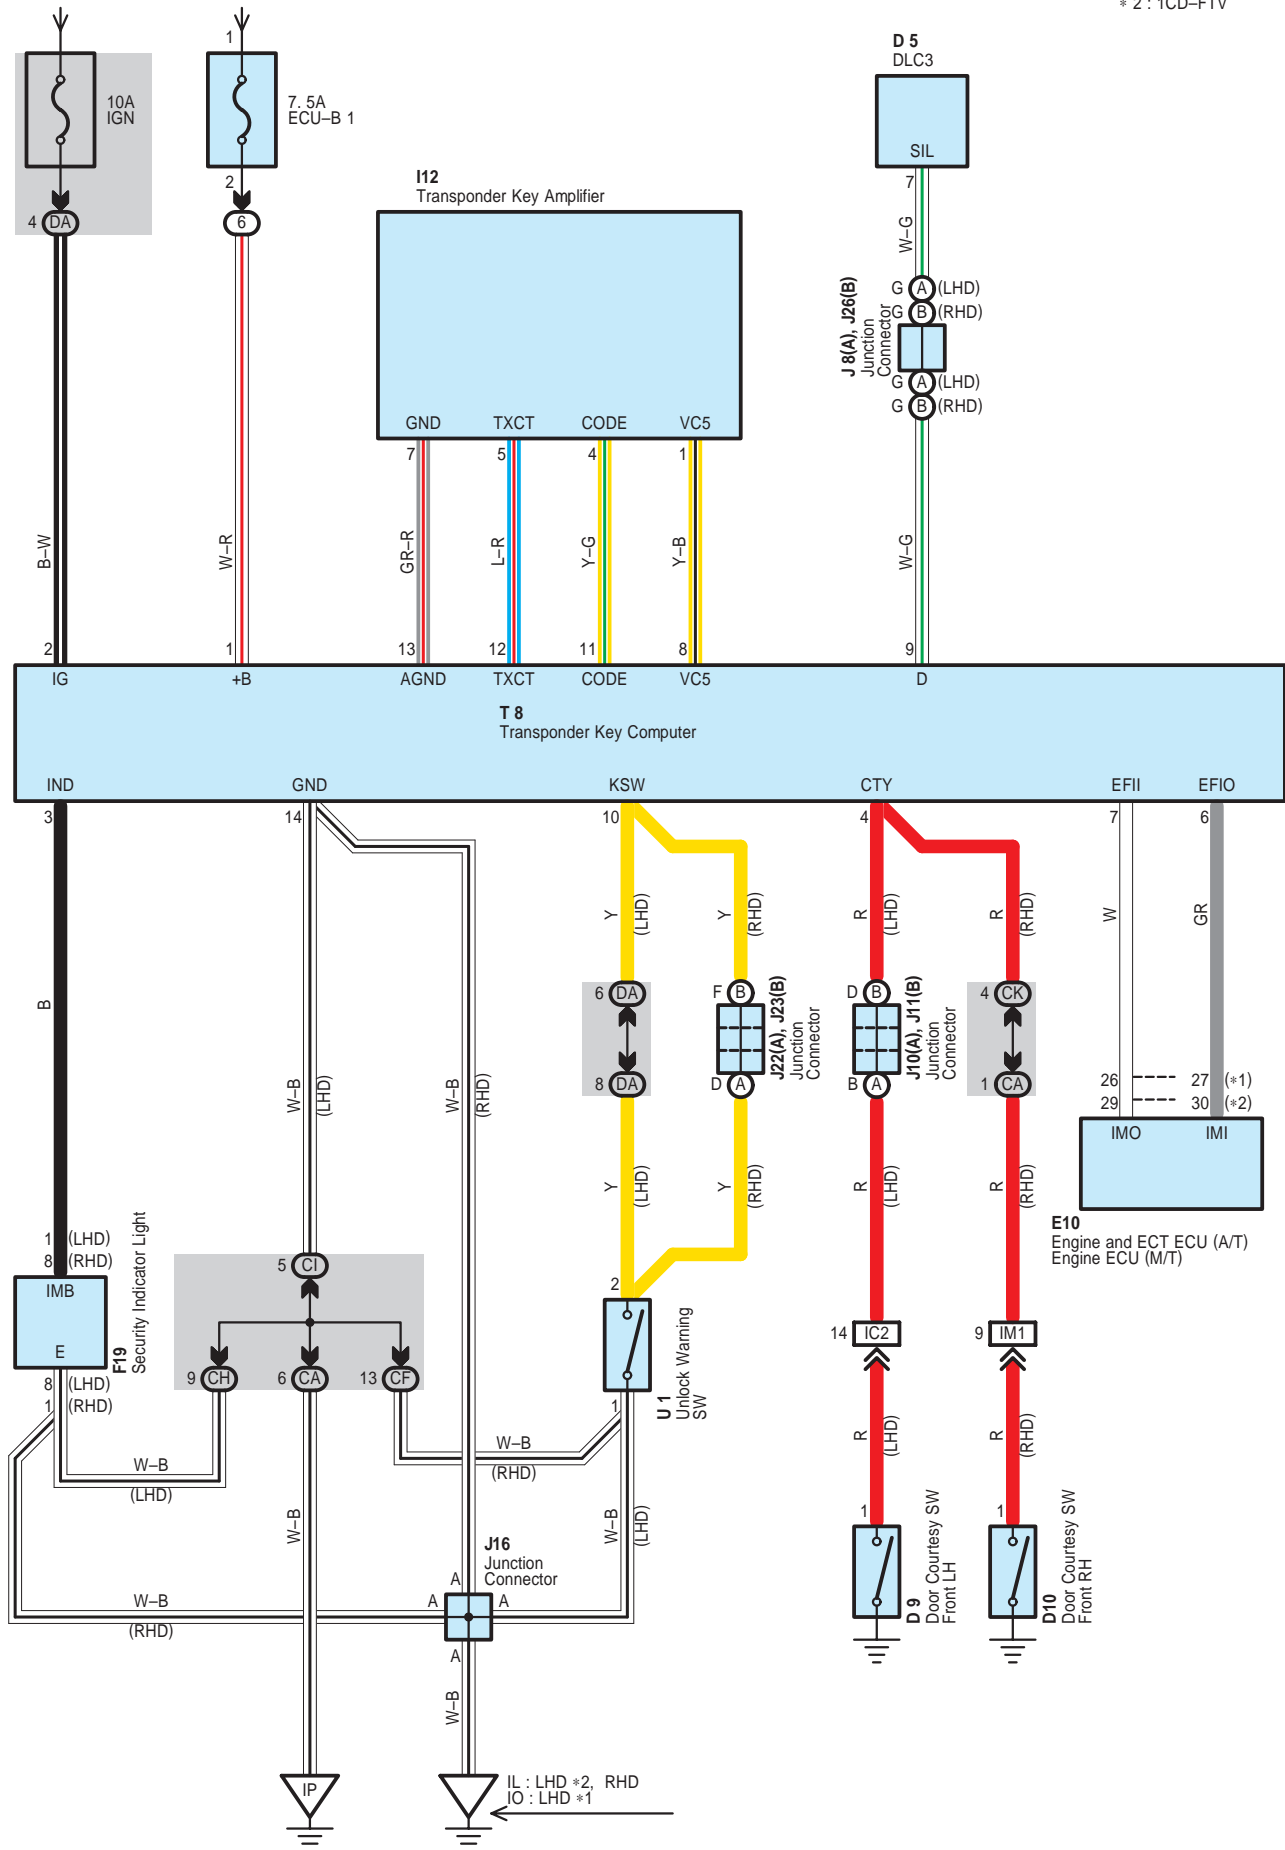 * 2 : 1CD–FTV
10A
IGN
4 DA
1
7. 5A
ECU–B 1
2
6
I12
Transponder Key Amplifier
GND TXCT CODE VC5
7 5 4 1
D 5
DLC3
SIL
7
W–G
G A (LHD)
G B (RHD)
J 8(A), J26(B)
Junction
Connector
G A (LHD)
G B (RHD)
B–W
W–R
GR–R
L–R
Y–G
Y–B
W–G
2 1 13 12 11 8 9
IG +B AGND TXCT CODE VC5 D
T 8
Transponder Key Computer
IND GND KSW CTY EFII EFIO
3 14 10 4 7 6
B
W–B
(LHD)
W–B
(RHD)
Y
(LHD)
Y
(RHD)
R
(LHD)
R
(RHD)
W
GR
6 DA
8 DA
F B
D A
J22(A), J23(B)
Junction
Connector
D B
B A
J10(A), J11(B)
Junction
Connector
4 CK
1 CA
26 27 (*1)
29 30 (*2)
IMO IMI
E10
Engine and ECT ECU (A/T)
Engine ECU (M/T)
Y
(LHD)
Y
(RHD)
R
(LHD)
R
(RHD)
1 (LHD)
8 (RHD)
IMB
E
F19
Security Indicator Light
8 (LHD)
1 (RHD)
5 CI
9 CH
6 CA
13 CF
2
U 1
Unlock Warning
SW
1
14 IC2
9 IM1
W–B
(LHD)
W–B
(RHD)
W–B
W–B
(LHD)
R
(LHD)
R
(RHD)
1
D 9
Door Courtesy SW
Front LH
1
D10
Door Courtesy SW
Front RH
J16
Junction
Connector
A
A
A
A
W–B
(RHD)
W–B
IP
IL : LHD *2, RHD
IO : LHD *1